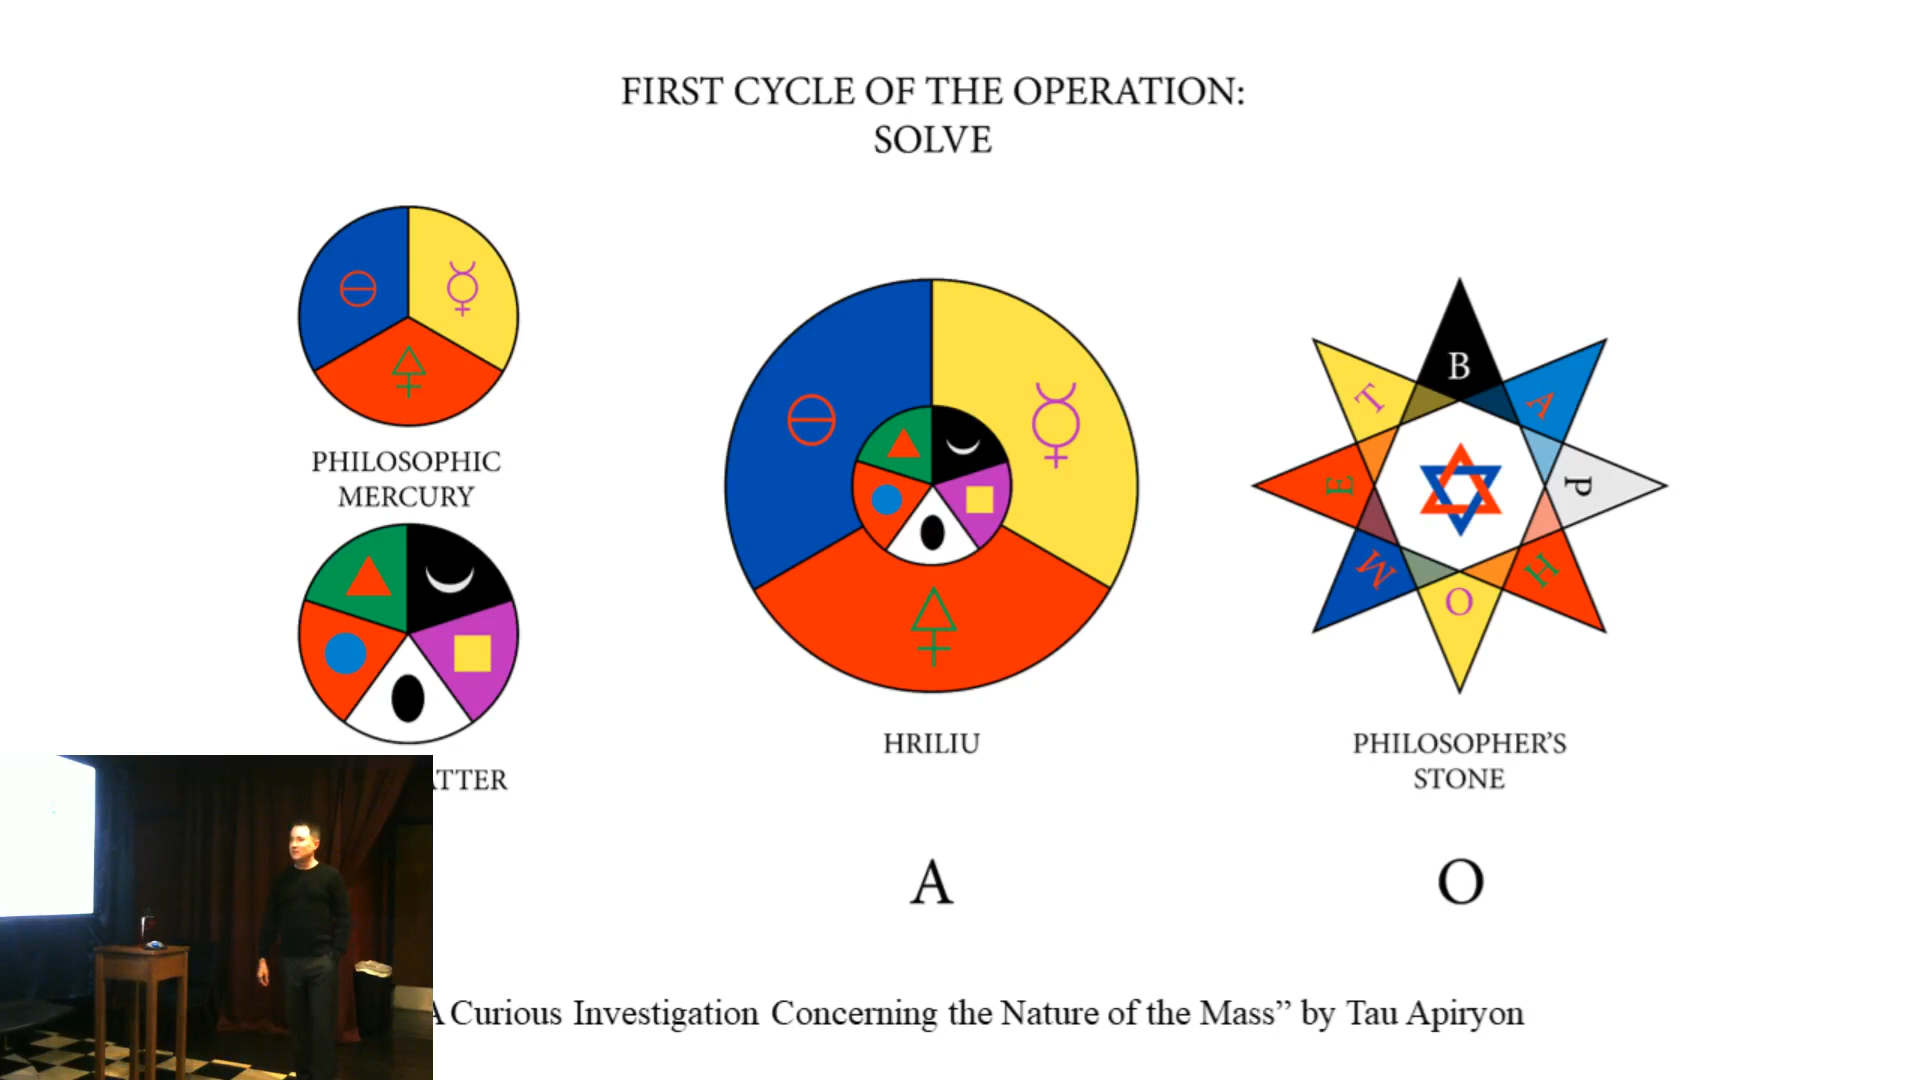 FIRST CYCLE OF THE OPERATION:
SOLVE
PHILOSOPHIC
MERCURY
ATTER
HRILIU
B
A
P
H
O
M
E
T
PHILOSOPHER'S
STONE
A
O
A Curious Investigation Concerning the Nature of the Mass” by Tau Apiryon